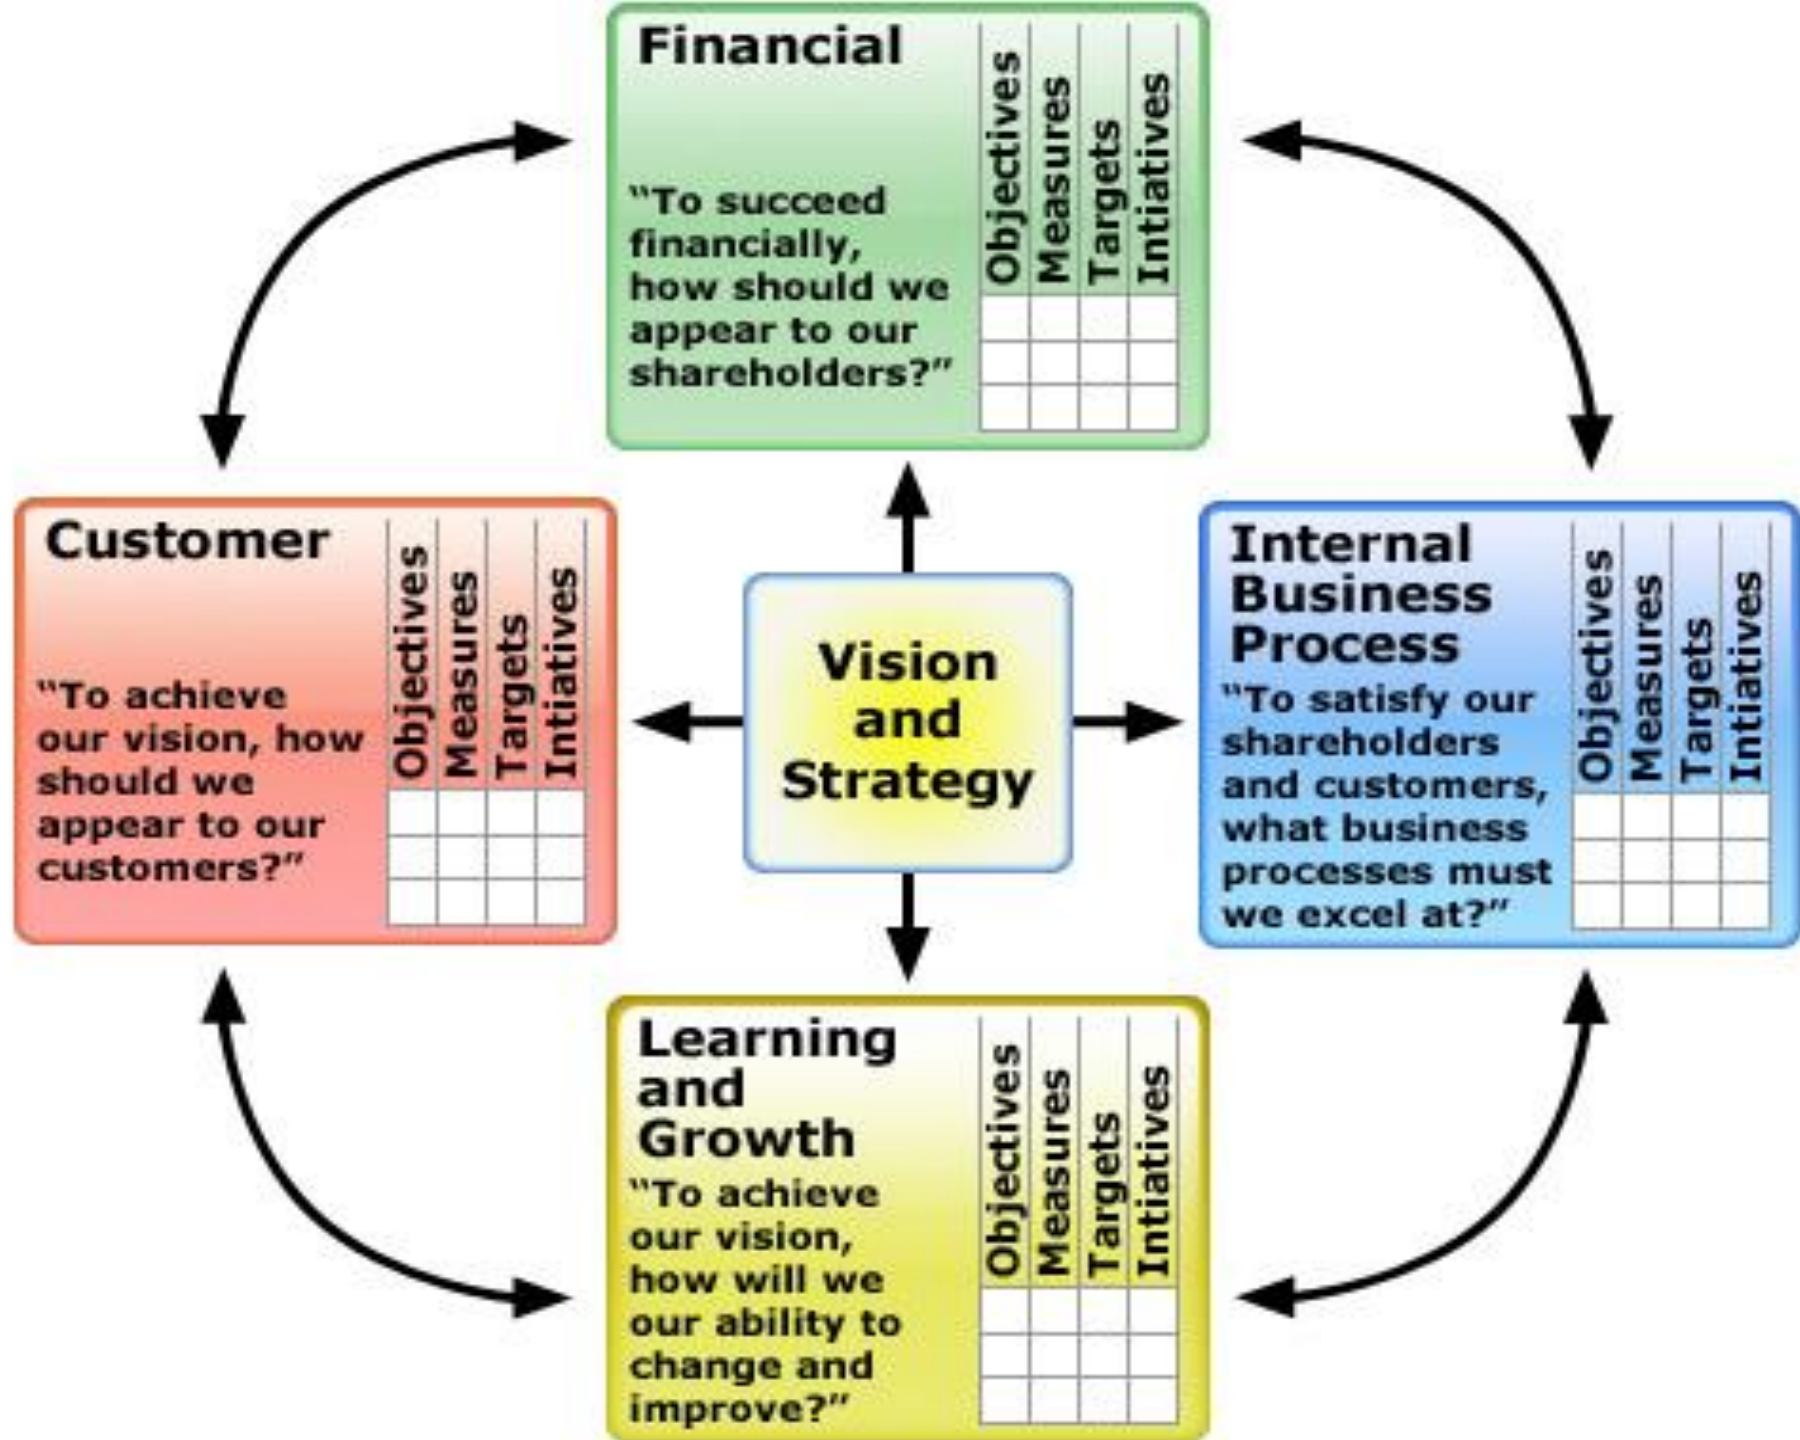 Financial
"To succeed
financially,
how should we
appear to our
shareholders?"
Objectives
Measures
Targets
Intiatives
Customer
"To achieve
our vision, how
should we
appear to our
customers?"
Objectives
Measures
Targets
Intiatives
Vision
and
Strategy
Internal
Business
Process
"To satisfy our
shareholders
and customers,
what business
processes must
we excel at?"
Objectives
Measures
Targets
Intiatives
Learning
and
Growth
"To achieve
our vision,
how will we
our ability to
change and
improve?"
Objectives
Measures
Targets
Intiatives